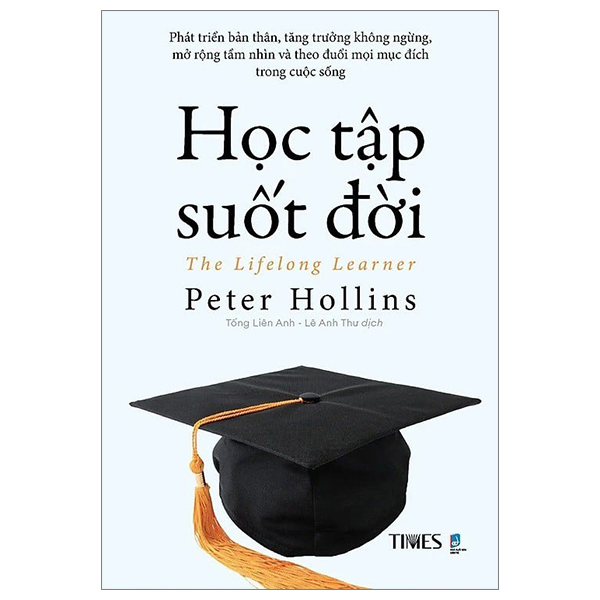 Phát triển bản thân, tăng trưởng không ngừng,
mở rộng tầm nhìn và theo đuổi mọi mục đích
trong cuộc sống
Học tập
suốt đời
The Lifelong Learner
Peter Hollins
Tống Liên Anh - Lê Anh Thư dịch
TIMES